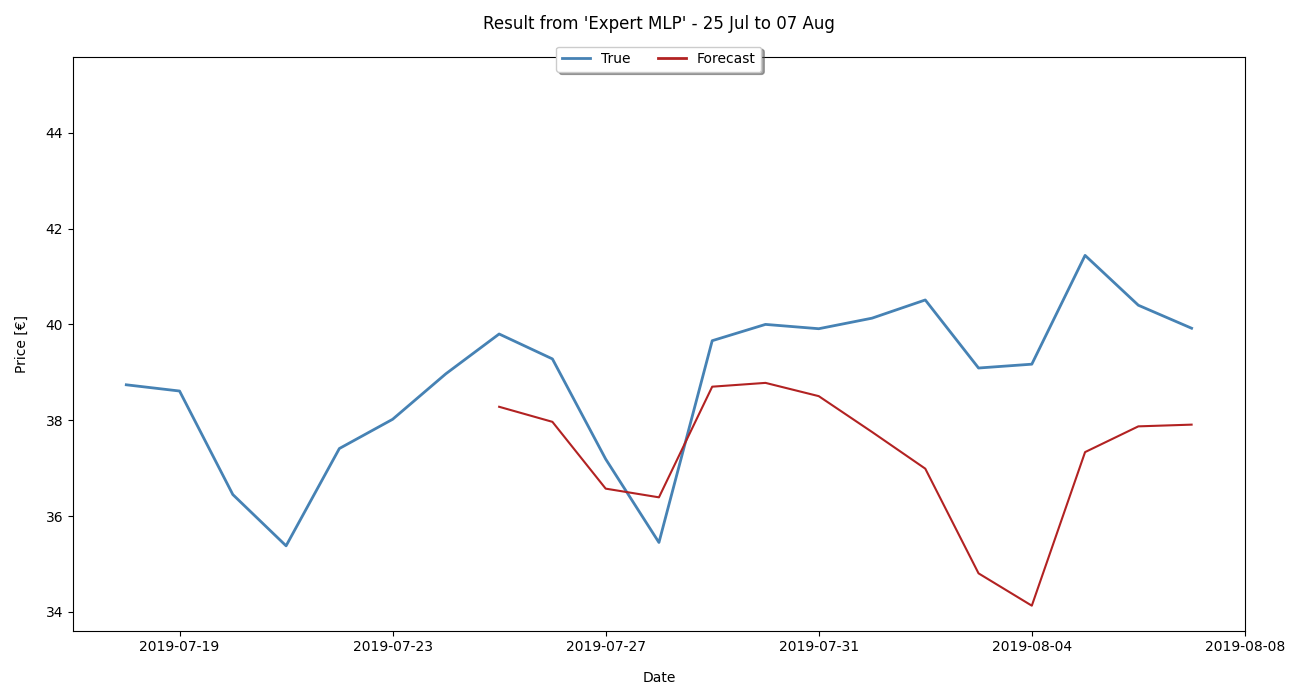 Result from 'Expert MLP' - 25 Jul to 07 Aug
True Forecast
Price [€]
44
42
40
38
36
34
2019-07-19 2019-07-23 2019-07-27 2019-07-31 2019-08-04 2019-08-08
Date